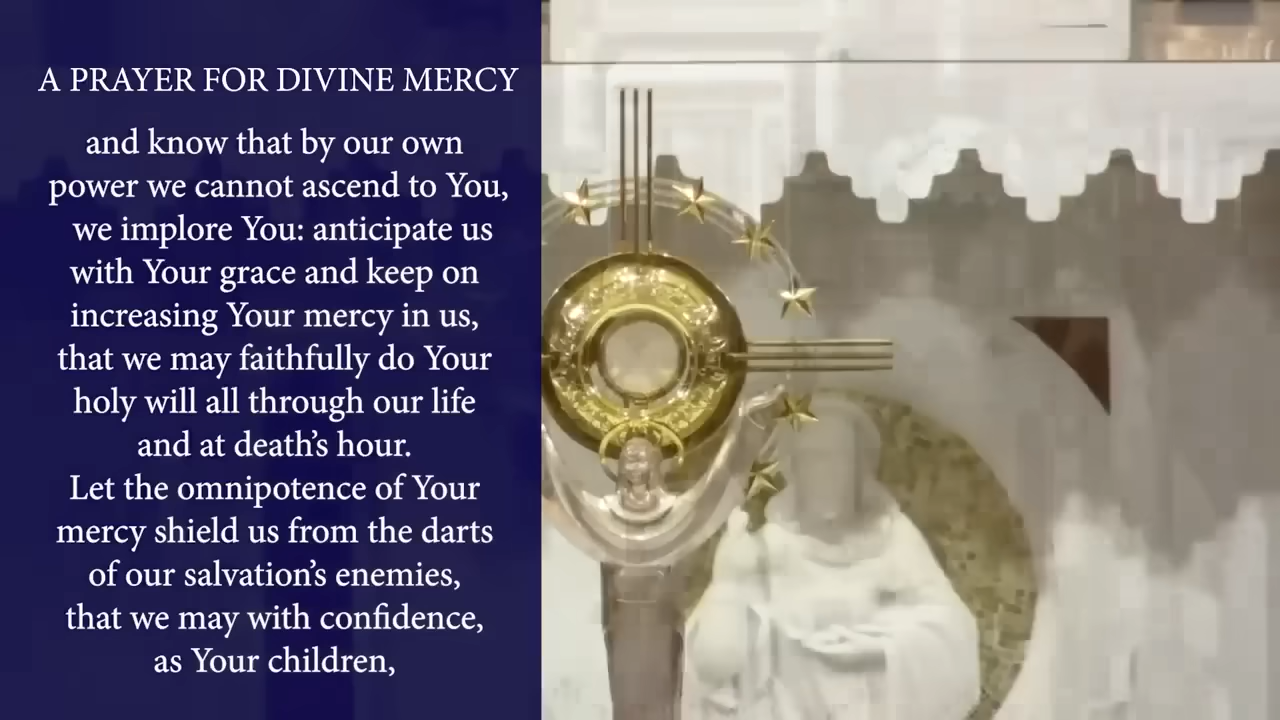 A PRAYER FOR DIVINE MERCY
and know that by our own
power we cannot ascend to You,
we implore You: anticipate us
with Your grace and keep on
increasing Your mercy in us,
that we may faithfully do Your
holy will all through our life
and at death’s hour.
Let the omnipotence of Your
mercy shield us from the darts
of our salvation’s enemies,
that we may with confidence,
as Your children,